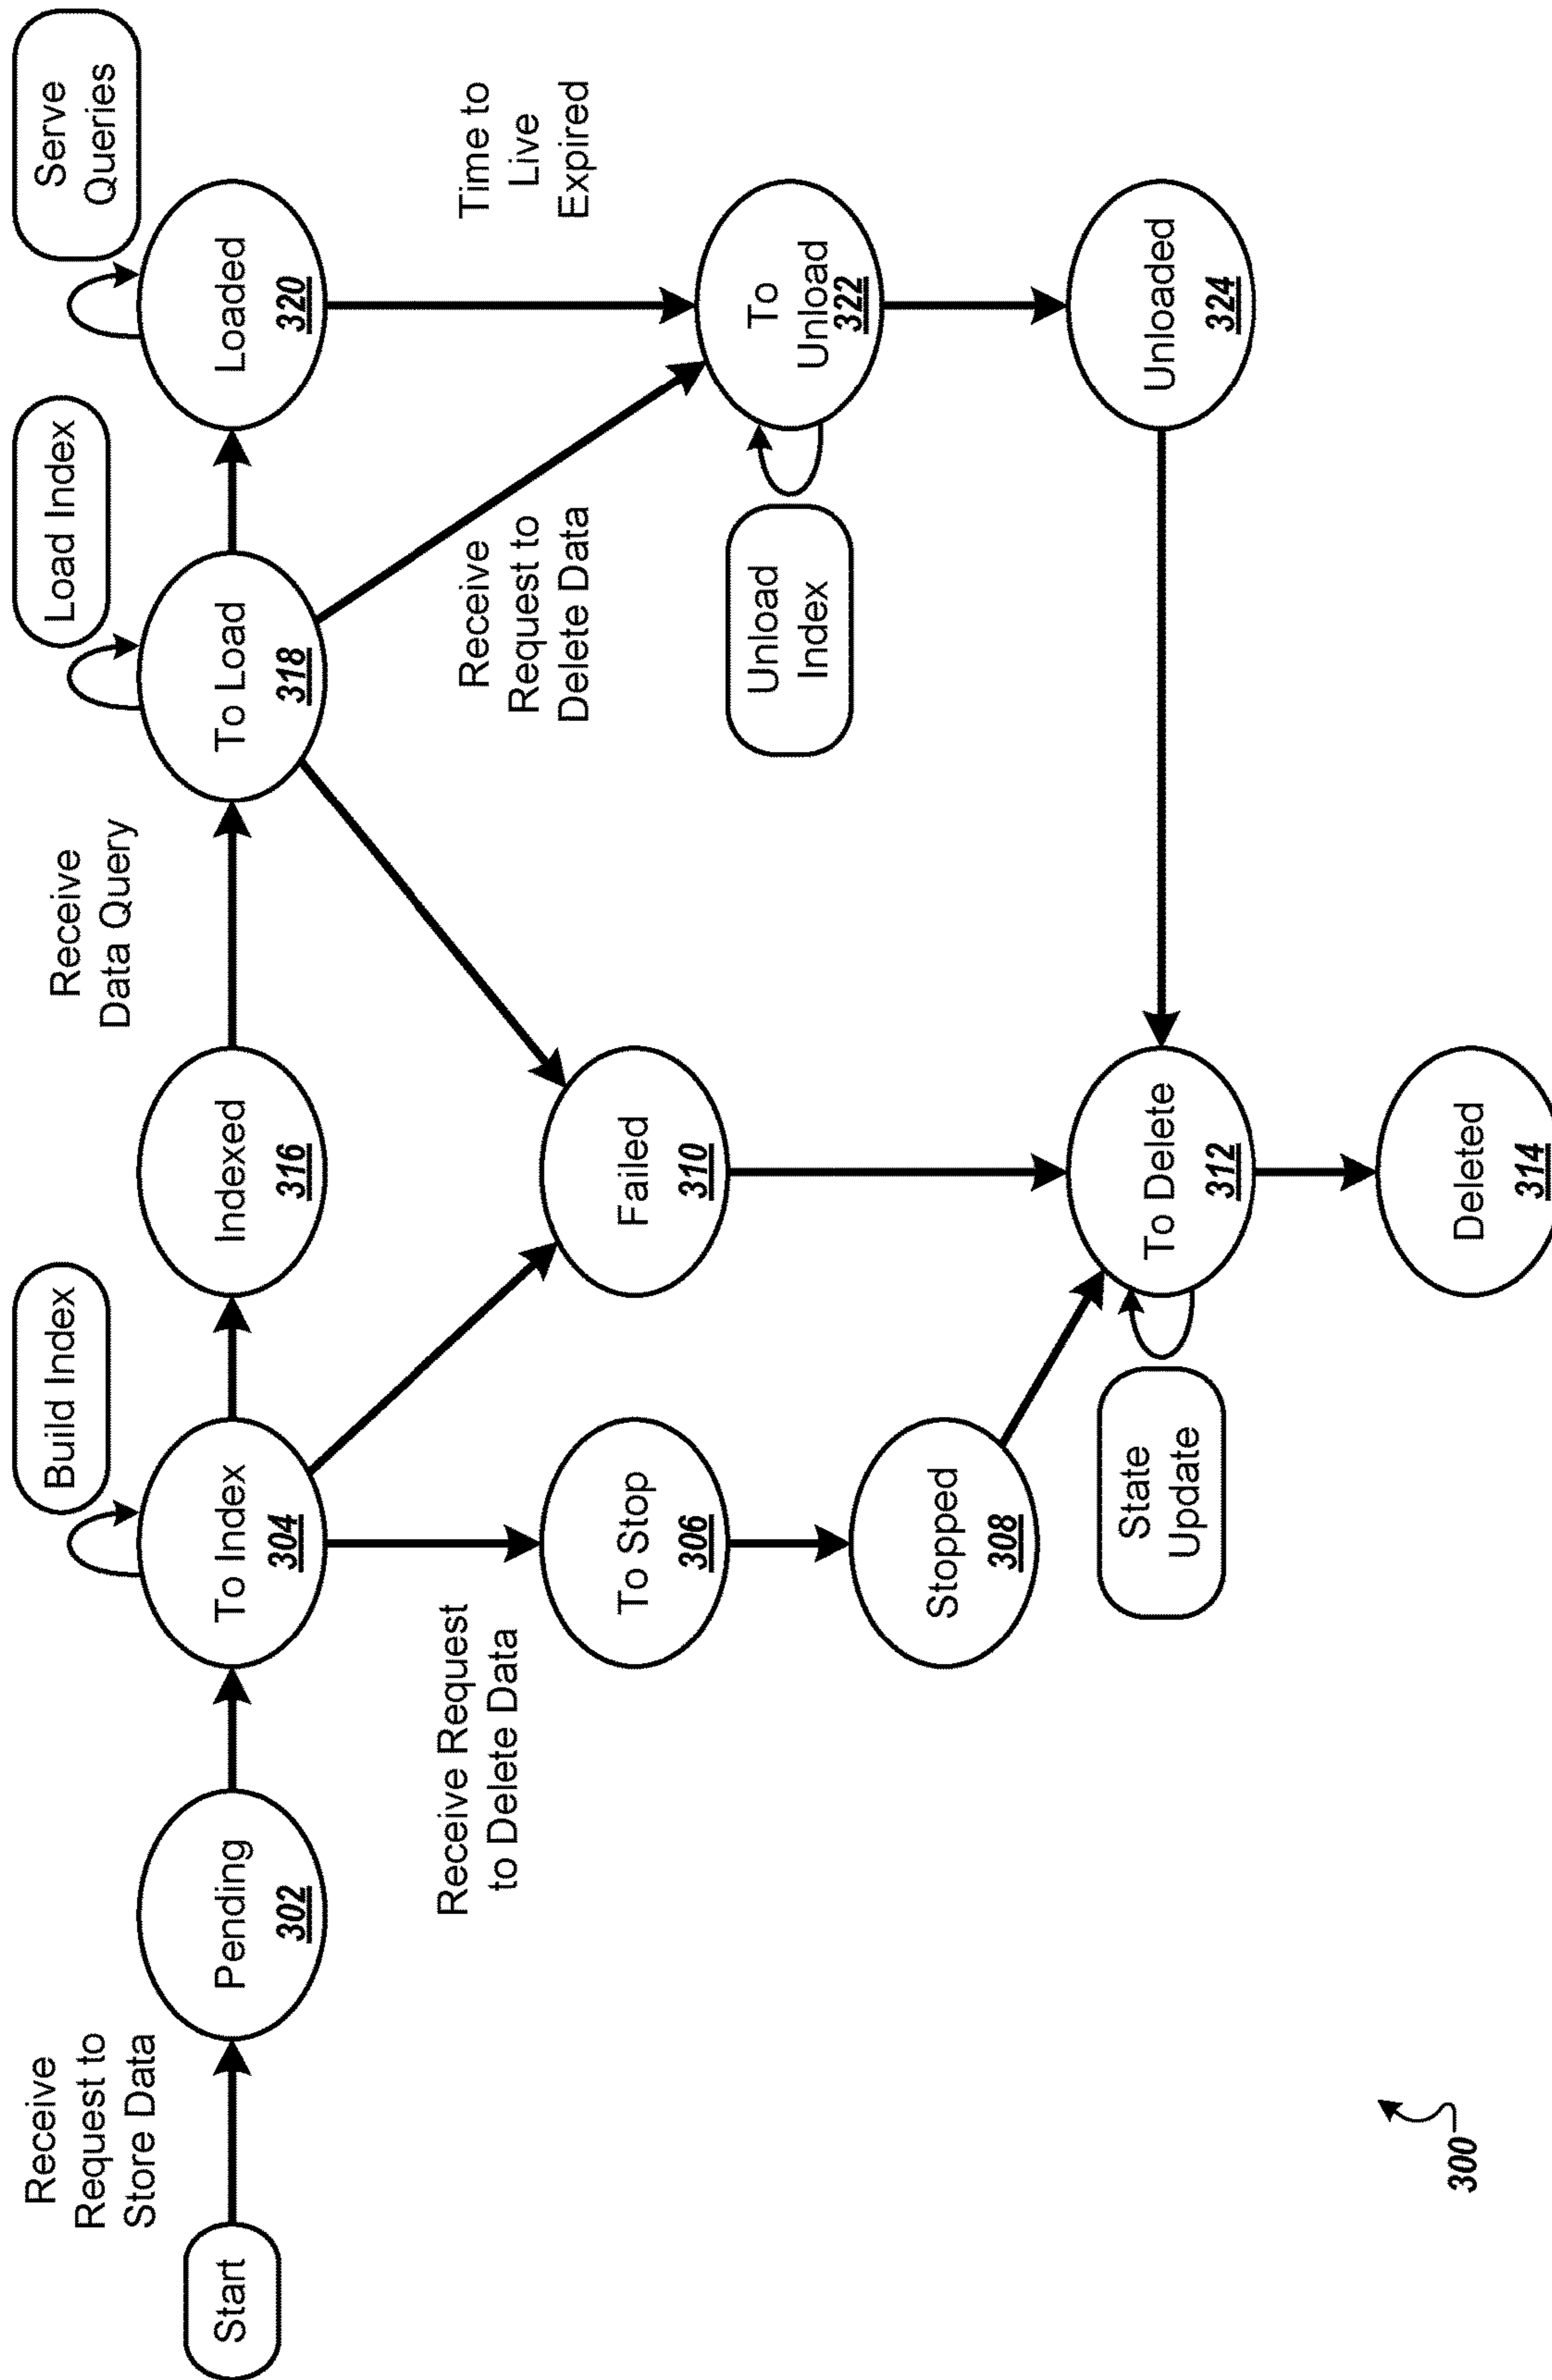 Start
Receive
Request to
Store Data
Pending
302
Build Index
To Index
304
Indexed
316
Receive
Data Query
Load Index
To Load
318
Serve
Queries
Loaded
320
Receive Request
to Delete Data
To Stop
306
Failed
310
Receive
Request to
Delete Data
Time to
Live
Expired
Unload
Index
To
Unload
322
Stopped
308
State
Update
To Delete
312
Unloaded
324
Deleted
314
300